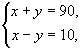 x + y = 90,
x − y = 10,